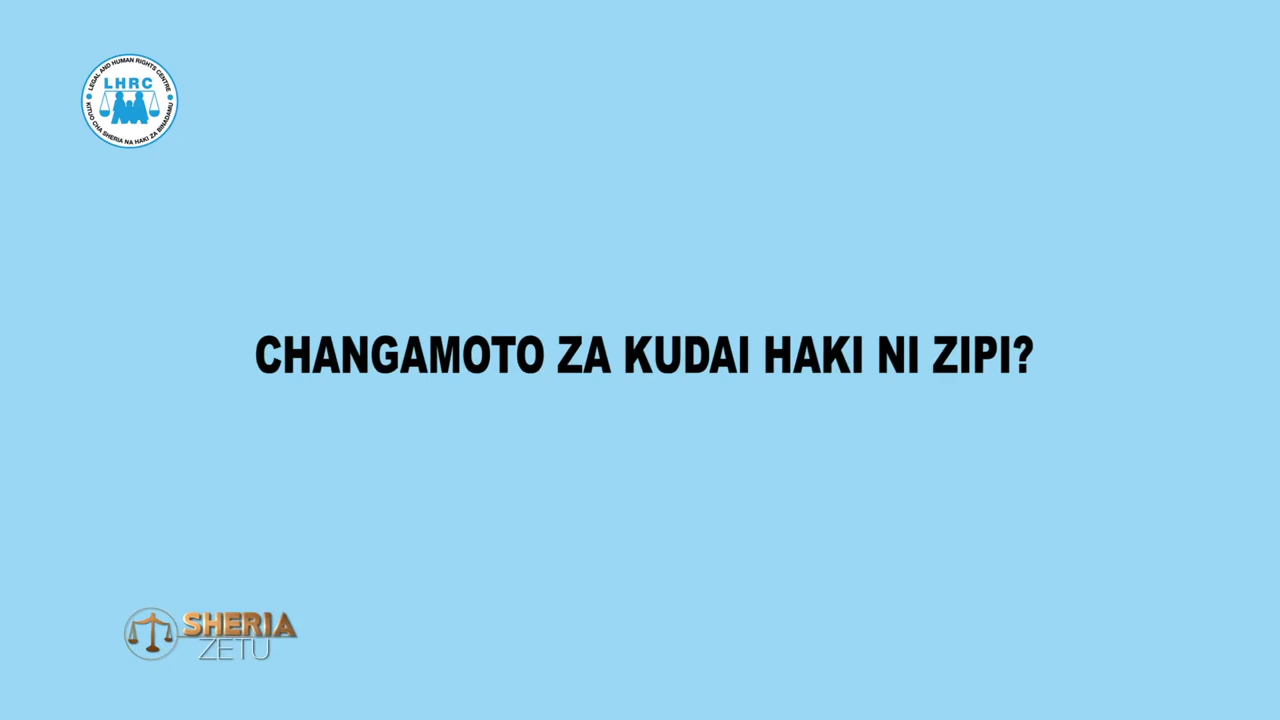 LEGAL AND HUMAN RIGHTS CENTRE
LHRC
KITUO CHA SHERIA NA HAKI ZA BINADAMU
CHANGAMOTO ZA KUDAI HAKI NI ZIPI?
SHERIA
ZETU